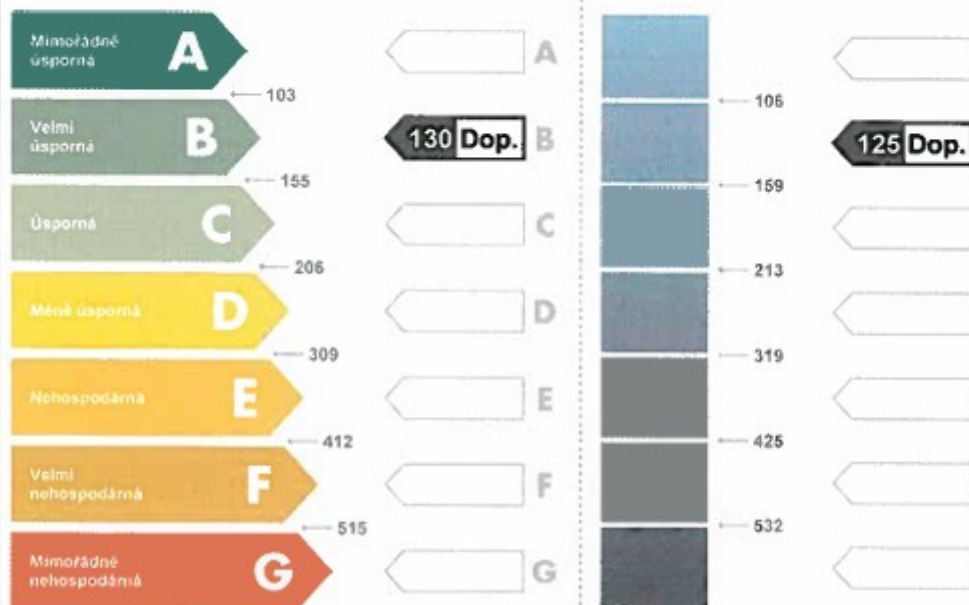 Mimořádně
úsporná
A
A
103
106
Velmi
úsporná
B
130 Dop.
B
125 Dop.
155
159
Úsporná
C
C
206
213
Méně úsporná
D
D
309
319
Nehospodárná
E
E
412
425
Velmi
nehospodárná
F
F
515
532
Mimořádně
nehospodárná
G
G